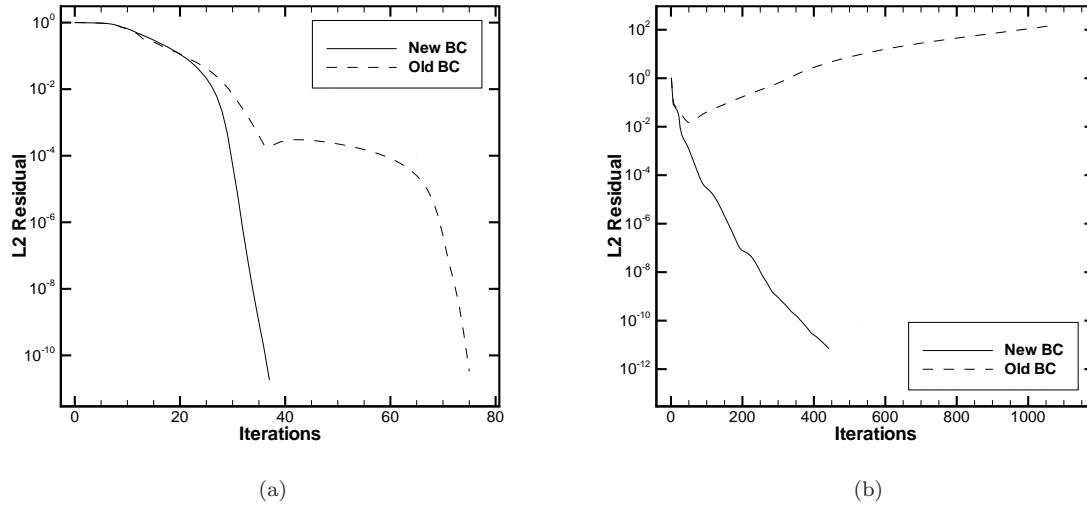 10^0
10^-2
10^-4
10^-6
10^-8
10^-10
L2 Residual
New BC
Old BC
0 20 40 60 80
Iterations
(a)
10^2
10^0
10^-2
10^-4
10^-6
10^-8
10^-10
10^-12
L2 Residual
New BC
Old BC
0 200 400 600 800 1000
Iterations
(b)